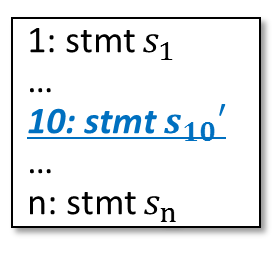 1: stmt s₁
...
10: stmt s₁₀′
...
n: stmt sₙ